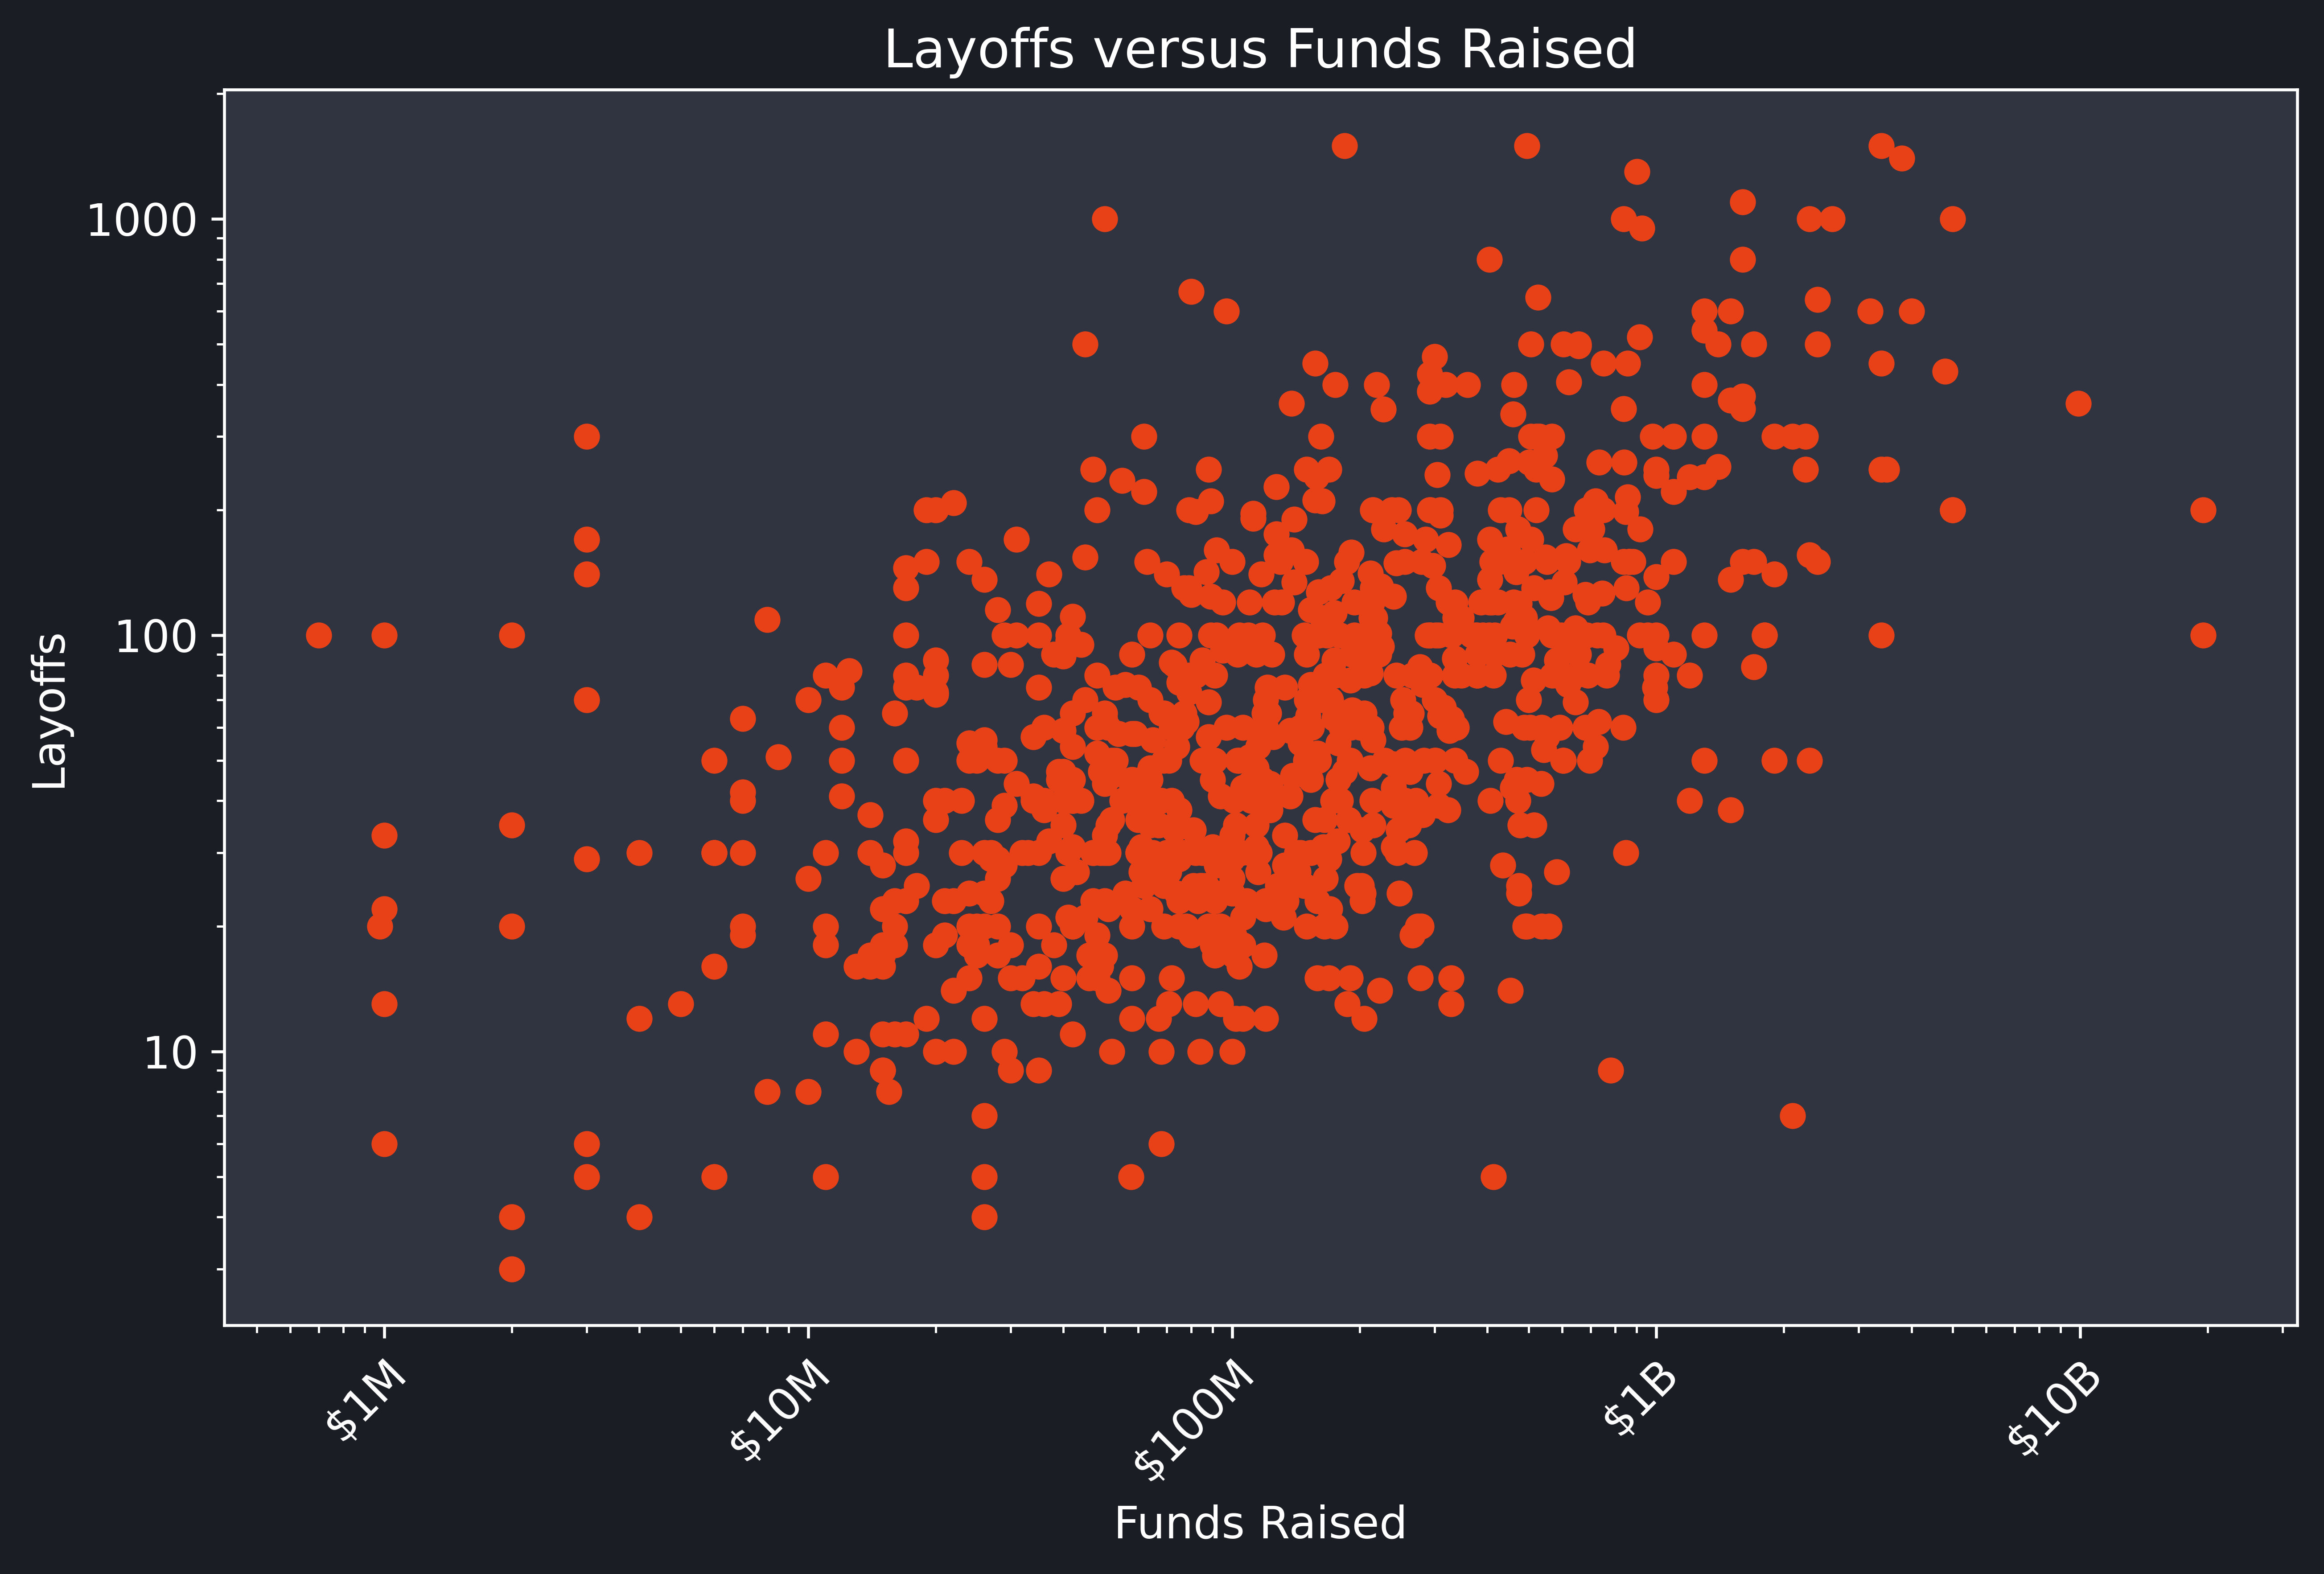 Layoffs versus Funds Raised
Layoffs
1000
100
10
$1M
$10M
$100M
$1B
$10B
Funds Raised